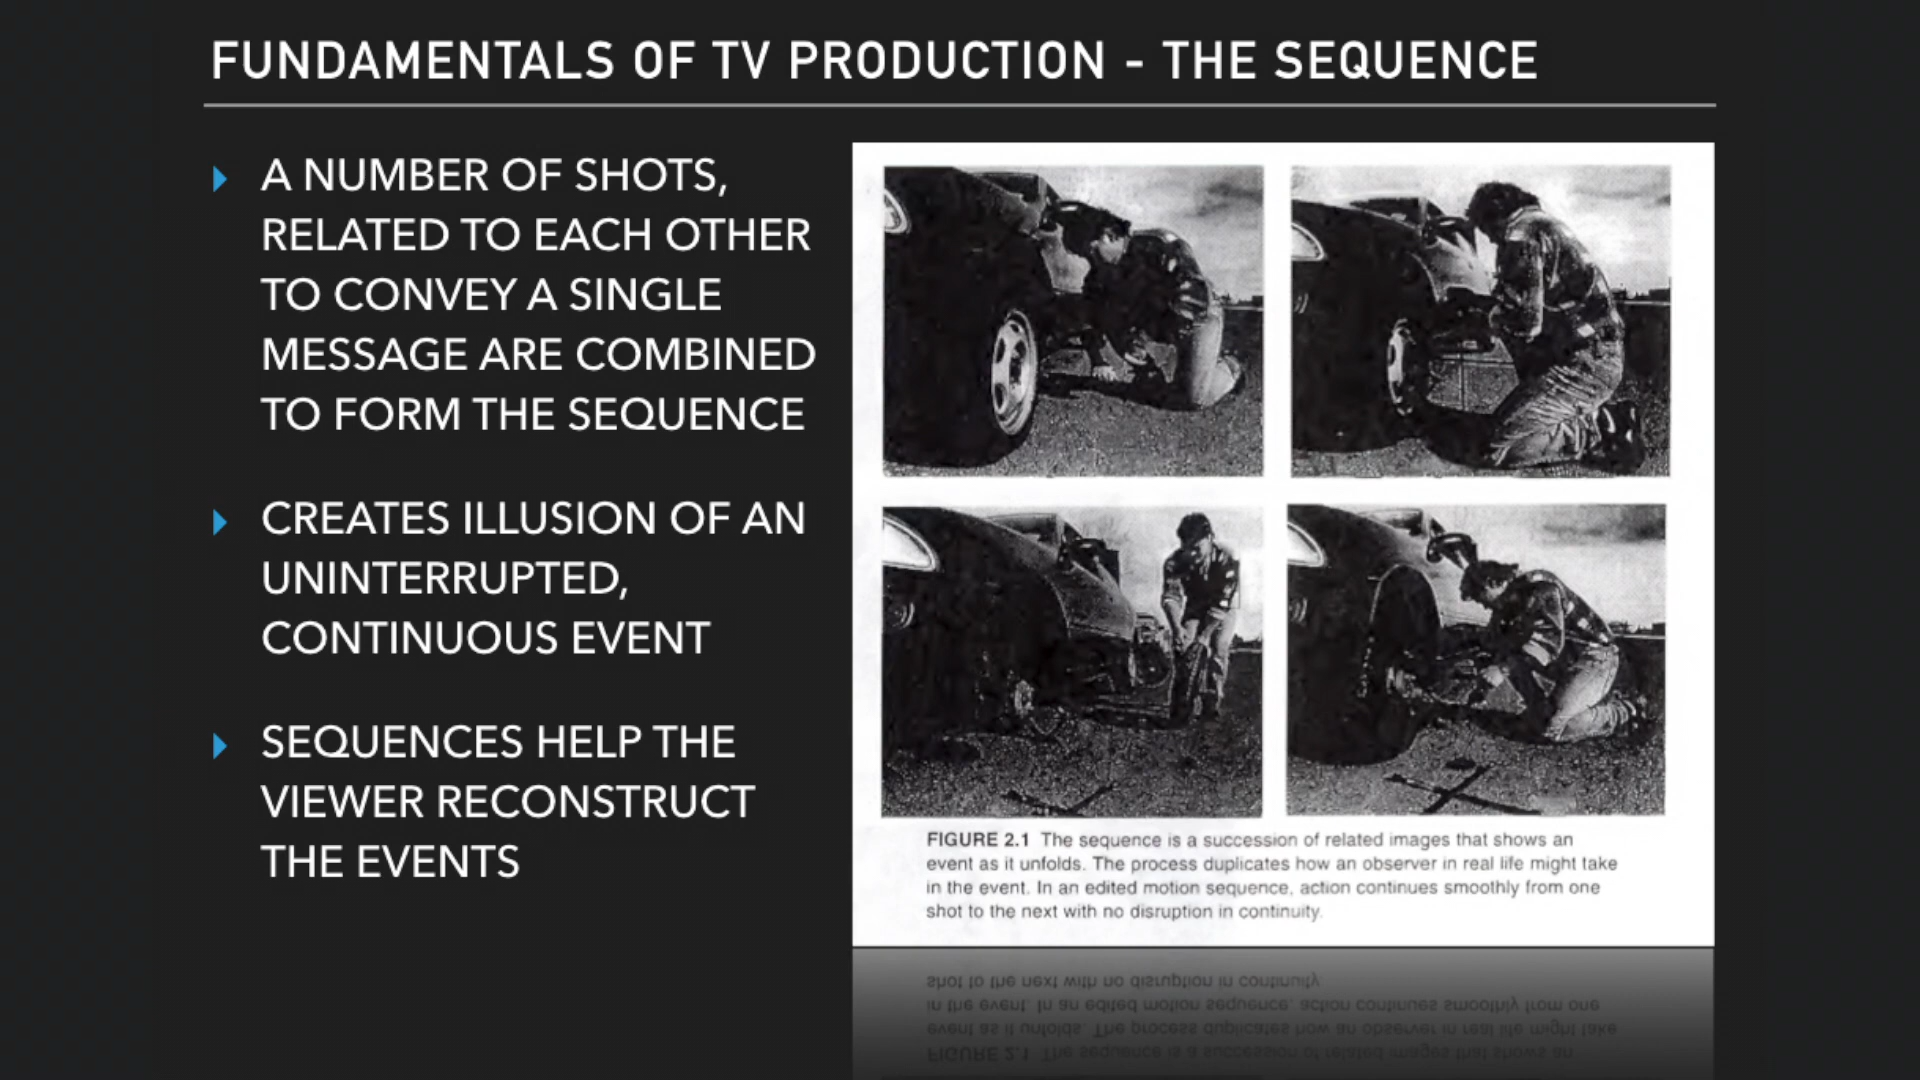 FUNDAMENTALS OF TV PRODUCTION - THE SEQUENCE
A NUMBER OF SHOTS,
RELATED TO EACH OTHER
TO CONVEY A SINGLE
MESSAGE ARE COMBINED
TO FORM THE SEQUENCE
CREATES ILLUSION OF AN
UNINTERRUPTED,
CONTINUOUS EVENT
SEQUENCES HELP THE
VIEWER RECONSTRUCT
THE EVENTS
FIGURE 2.1 The sequence is a succession of related images that shows an
event as it unfolds. The process duplicates how an observer in real life might take
in the event. In an edited motion sequence, action continues smoothly from one
shot to the next with no disruption in continuity.